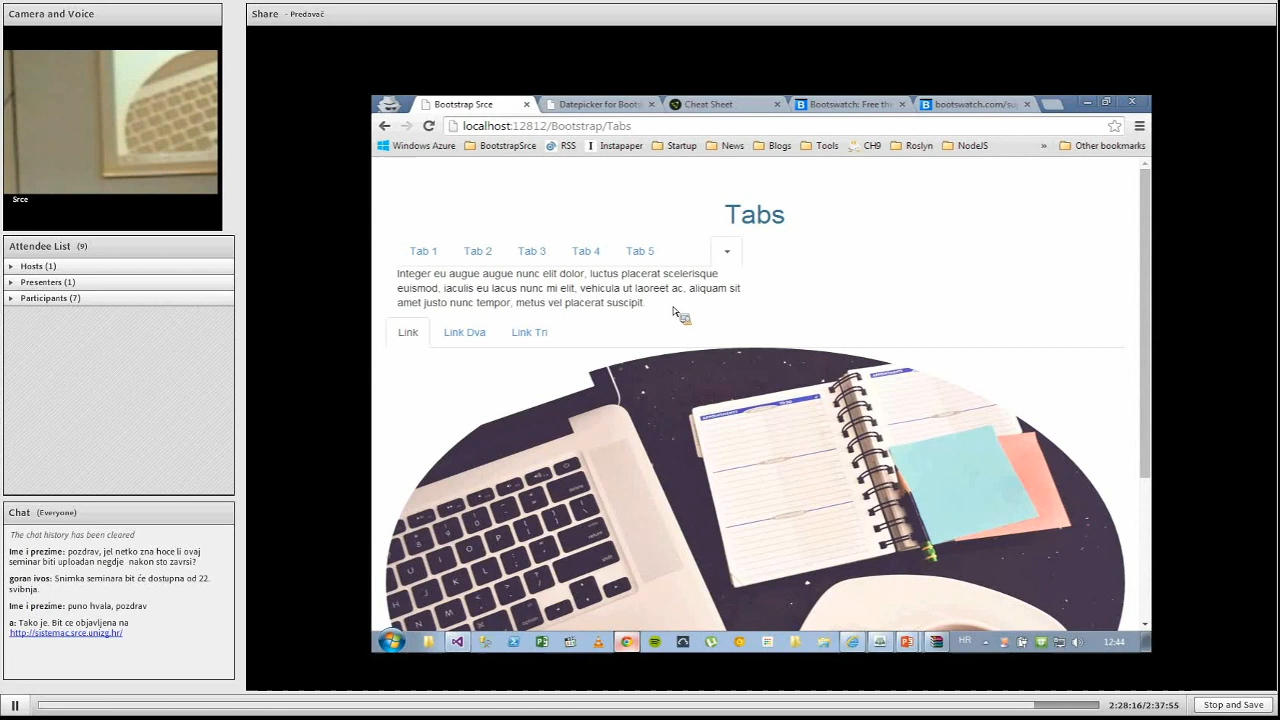 Camera and Voice
Srce
Attendee List (9)
Hosts (1)
Presenters (1)
Participants (7)
Chat (Everyone)
The chat history has been cleared
Ime i prezime: pozdrav, jel netko zna hoce li ovaj
seminar biti uploadan negdje nakon sto zavrsi?
goran ivos: Snimka seminara bit će dostupna od 22.
svibnja.
Ime i prezime: puno hvala, pozdrav
a: Tako je. Bit ce objavljena na
http://sistemac.srce.unizg.hr/
Share - Predavač
Bootstrap Srce
Datepicker for Boots
Cheat Sheet
Bootswatch: Free th
bootswatch.com/su
localhost:12812/Bootstrap/Tabs
Windows Azure
BootstrapSrce
RSS
Instapaper
Startup
News
Blogs
Tools
CH9
Roslyn
NodeJS
»
Other bookmarks
Tabs
Tab 1
Tab 2
Tab 3
Tab 4
Tab 5
Integer eu augue augue nunc elit dolor, luctus placerat scelerisque
euismod, iaculis eu lacus nunc mi elit, vehicula ut laoreet ac, aliquam sit
amet justo nunc tempor, metus vel placerat suscipit.
Link
Link Dva
Link Tri
HR
12:44
2:28:16/2:37:55
Stop and Save